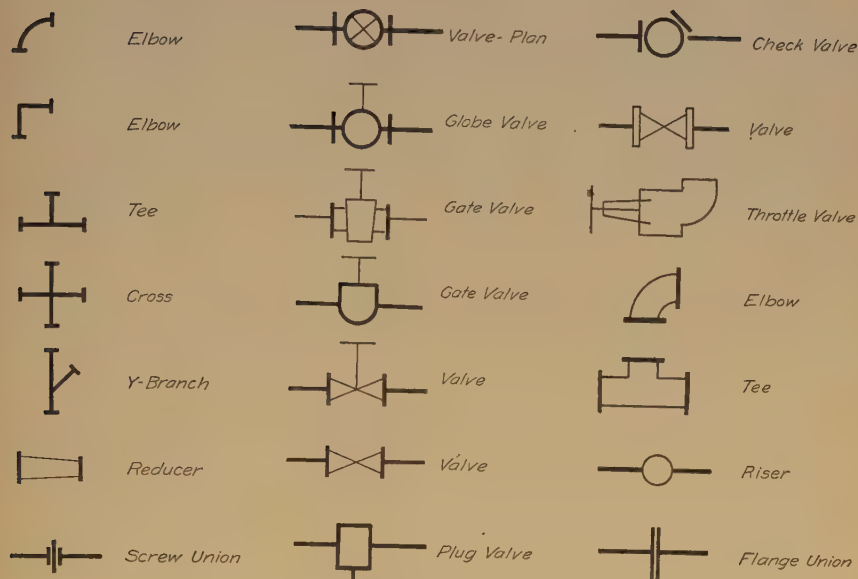 Elbow
Valve-Plan
Check Valve
Elbow
Globe Valve
Valve
Tee
Gate Valve
Throttle Valve
Cross
Gate Valve
Elbow
Y-Branch
Valve
Tee
Reducer
Valve
Riser
Screw Union
Plug Valve
Flange Union